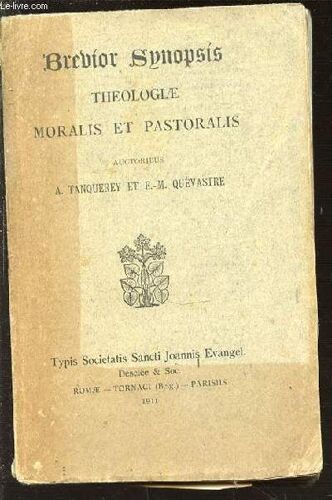 Le-livre.com
Brevior Synopsis
THEOLOGIÆ
MORALIS ET PASTORALIS
AUCTORIBUS
A. TANQUEREY ET E.-M. QUÉVASTRE
Typis Societatis Sancti Joannis Evangel.
Desclée & Soc.
ROMÆ — TORNACI (Belg.) — PARISIIS
1911